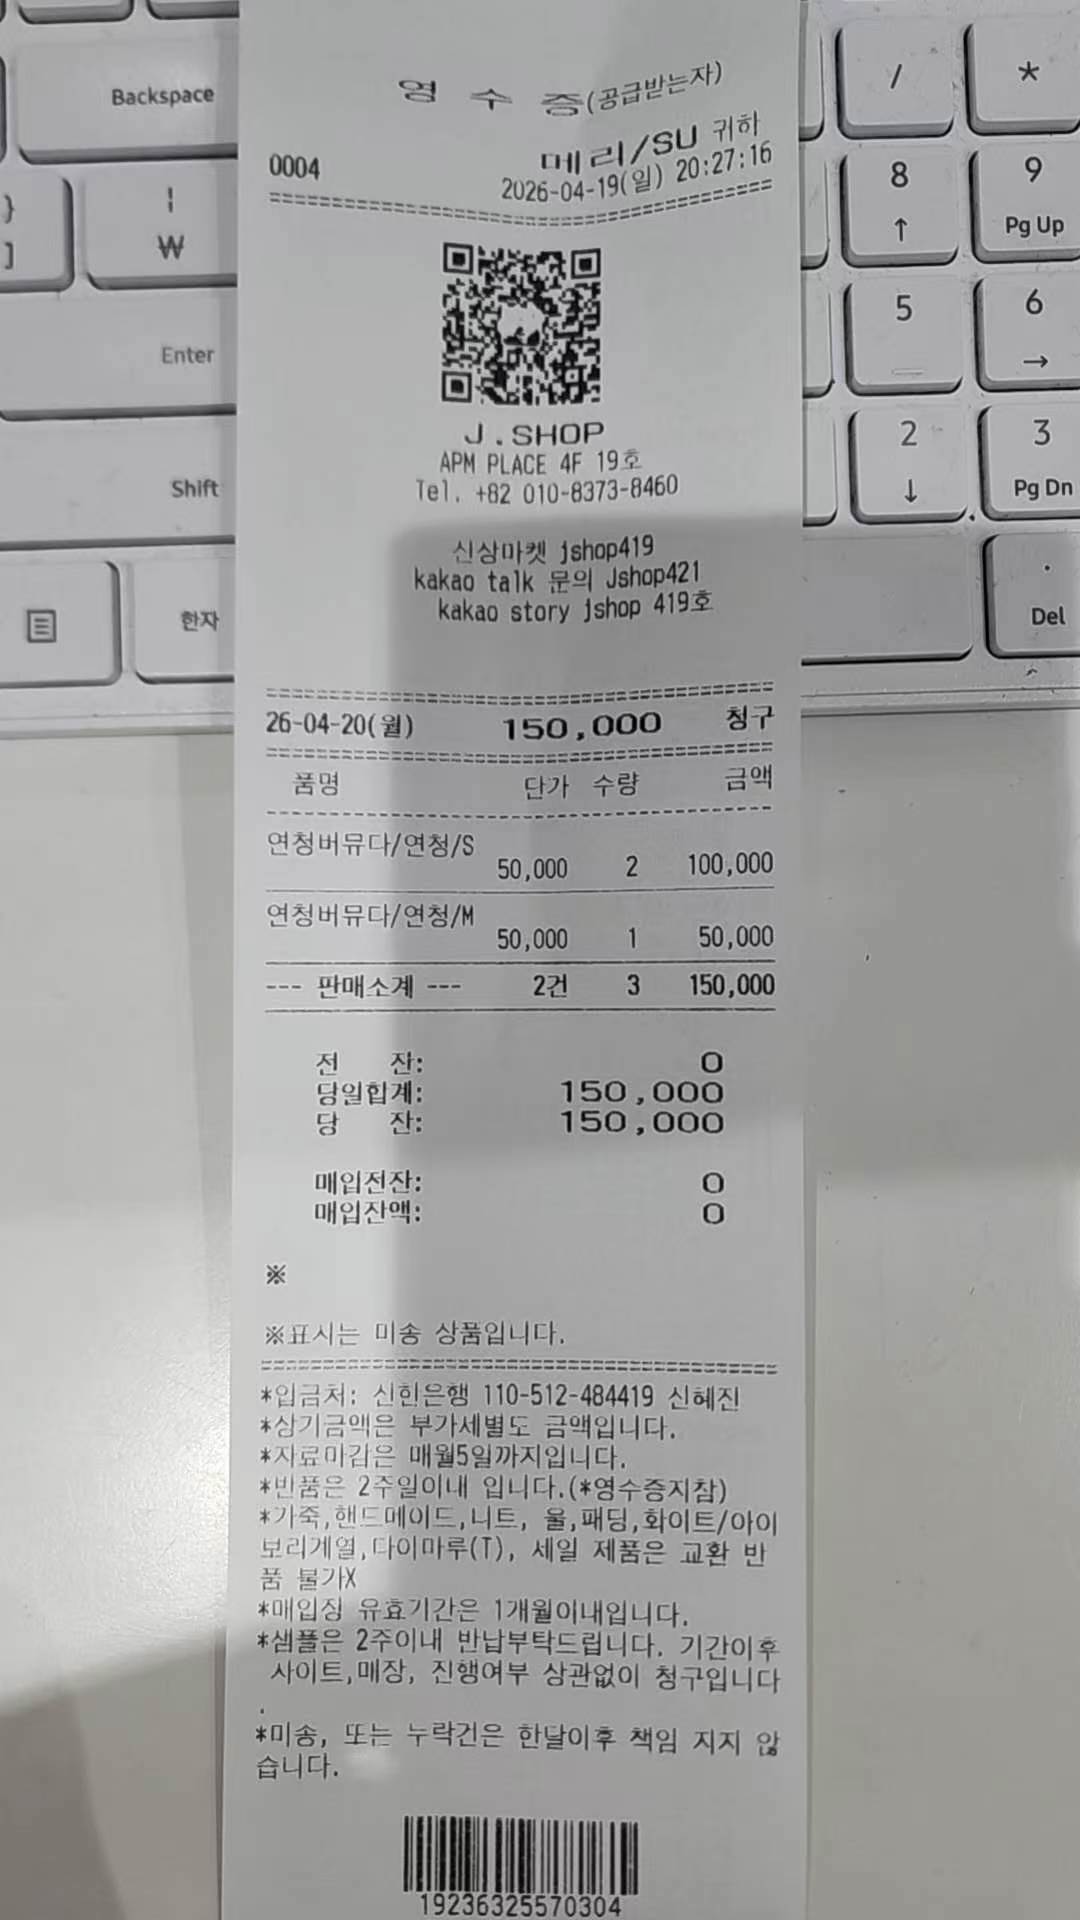 Backspace
}
]
¦
₩
Enter
Shift
한자
/
*
8
↑
9
Pg Up
5
6
→
2
↓
3
Pg Dn
.
Del
영 수 증(공급받는자)
0004 메리/SU 귀하
2026-04-19(일) 20:27:16
J.SHOP
APM PLACE 4F 19호
Tel. +82 010-8373-8460
신상마켓 jshop419
kakao talk 문의 Jshop421
kakao story jshop 419호
26-04-20(월) 150,000 청구
품명 단가 수량 금액
연청버뮤다/연청/S
50,000 2 100,000
연청버뮤다/연청/M
50,000 1 50,000
--- 판매소계 --- 2건 3 150,000
전 잔: 0
당일합계: 150,000
당 잔: 150,000
매입전잔: 0
매입잔액: 0
※
※표시는 미송 상품입니다.
*입금처: 신한은행 110-512-484419 신혜진
*상기금액은 부가세별도 금액입니다.
*자료마감은 매월5일까지입니다.
*반품은 2주일이내 입니다.(*영수증지참)
*가죽,핸드메이드,니트, 울,패딩,화이트/아이
보리계열,다이마루(T), 세일 제품은 교환 반
품 불가X
*매입장 유효기간은 1개월이내입니다.
*샘플은 2주이내 반납부탁드립니다. 기간이후
사이트,매장, 진행여부 상관없이 청구입니다
.
*미송, 또는 누락건은 한달이후 책임 지지 않
습니다.
19236325570304